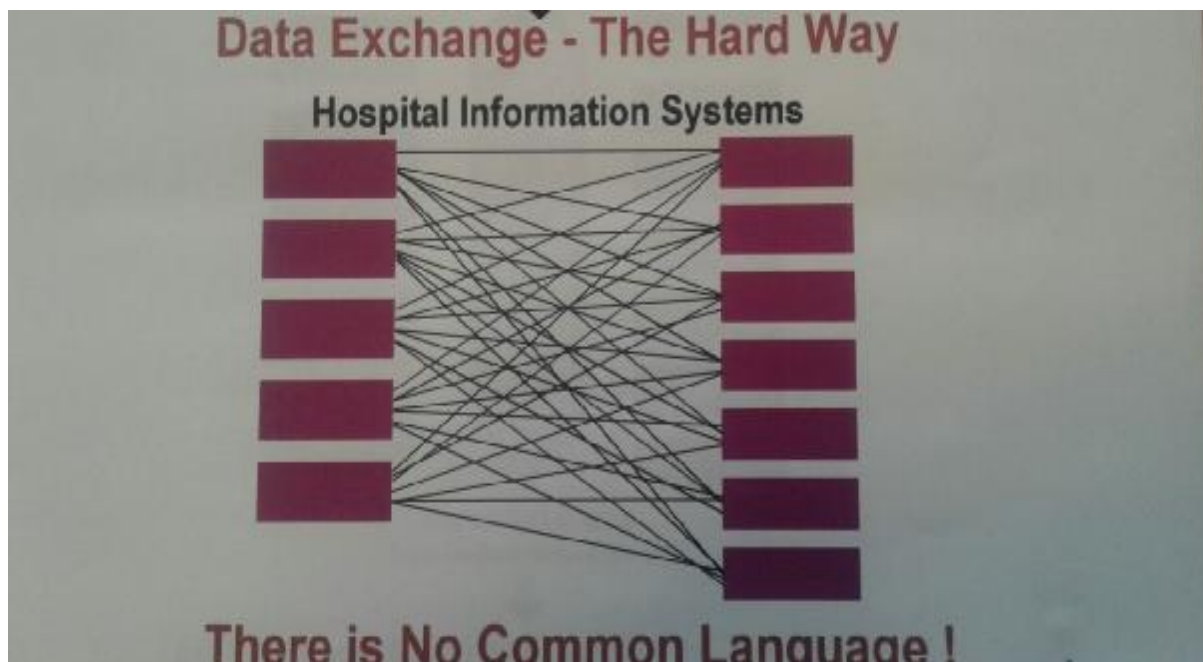 Data Exchange - The Hard Way
Hospital Information Systems
There is No Common Language !